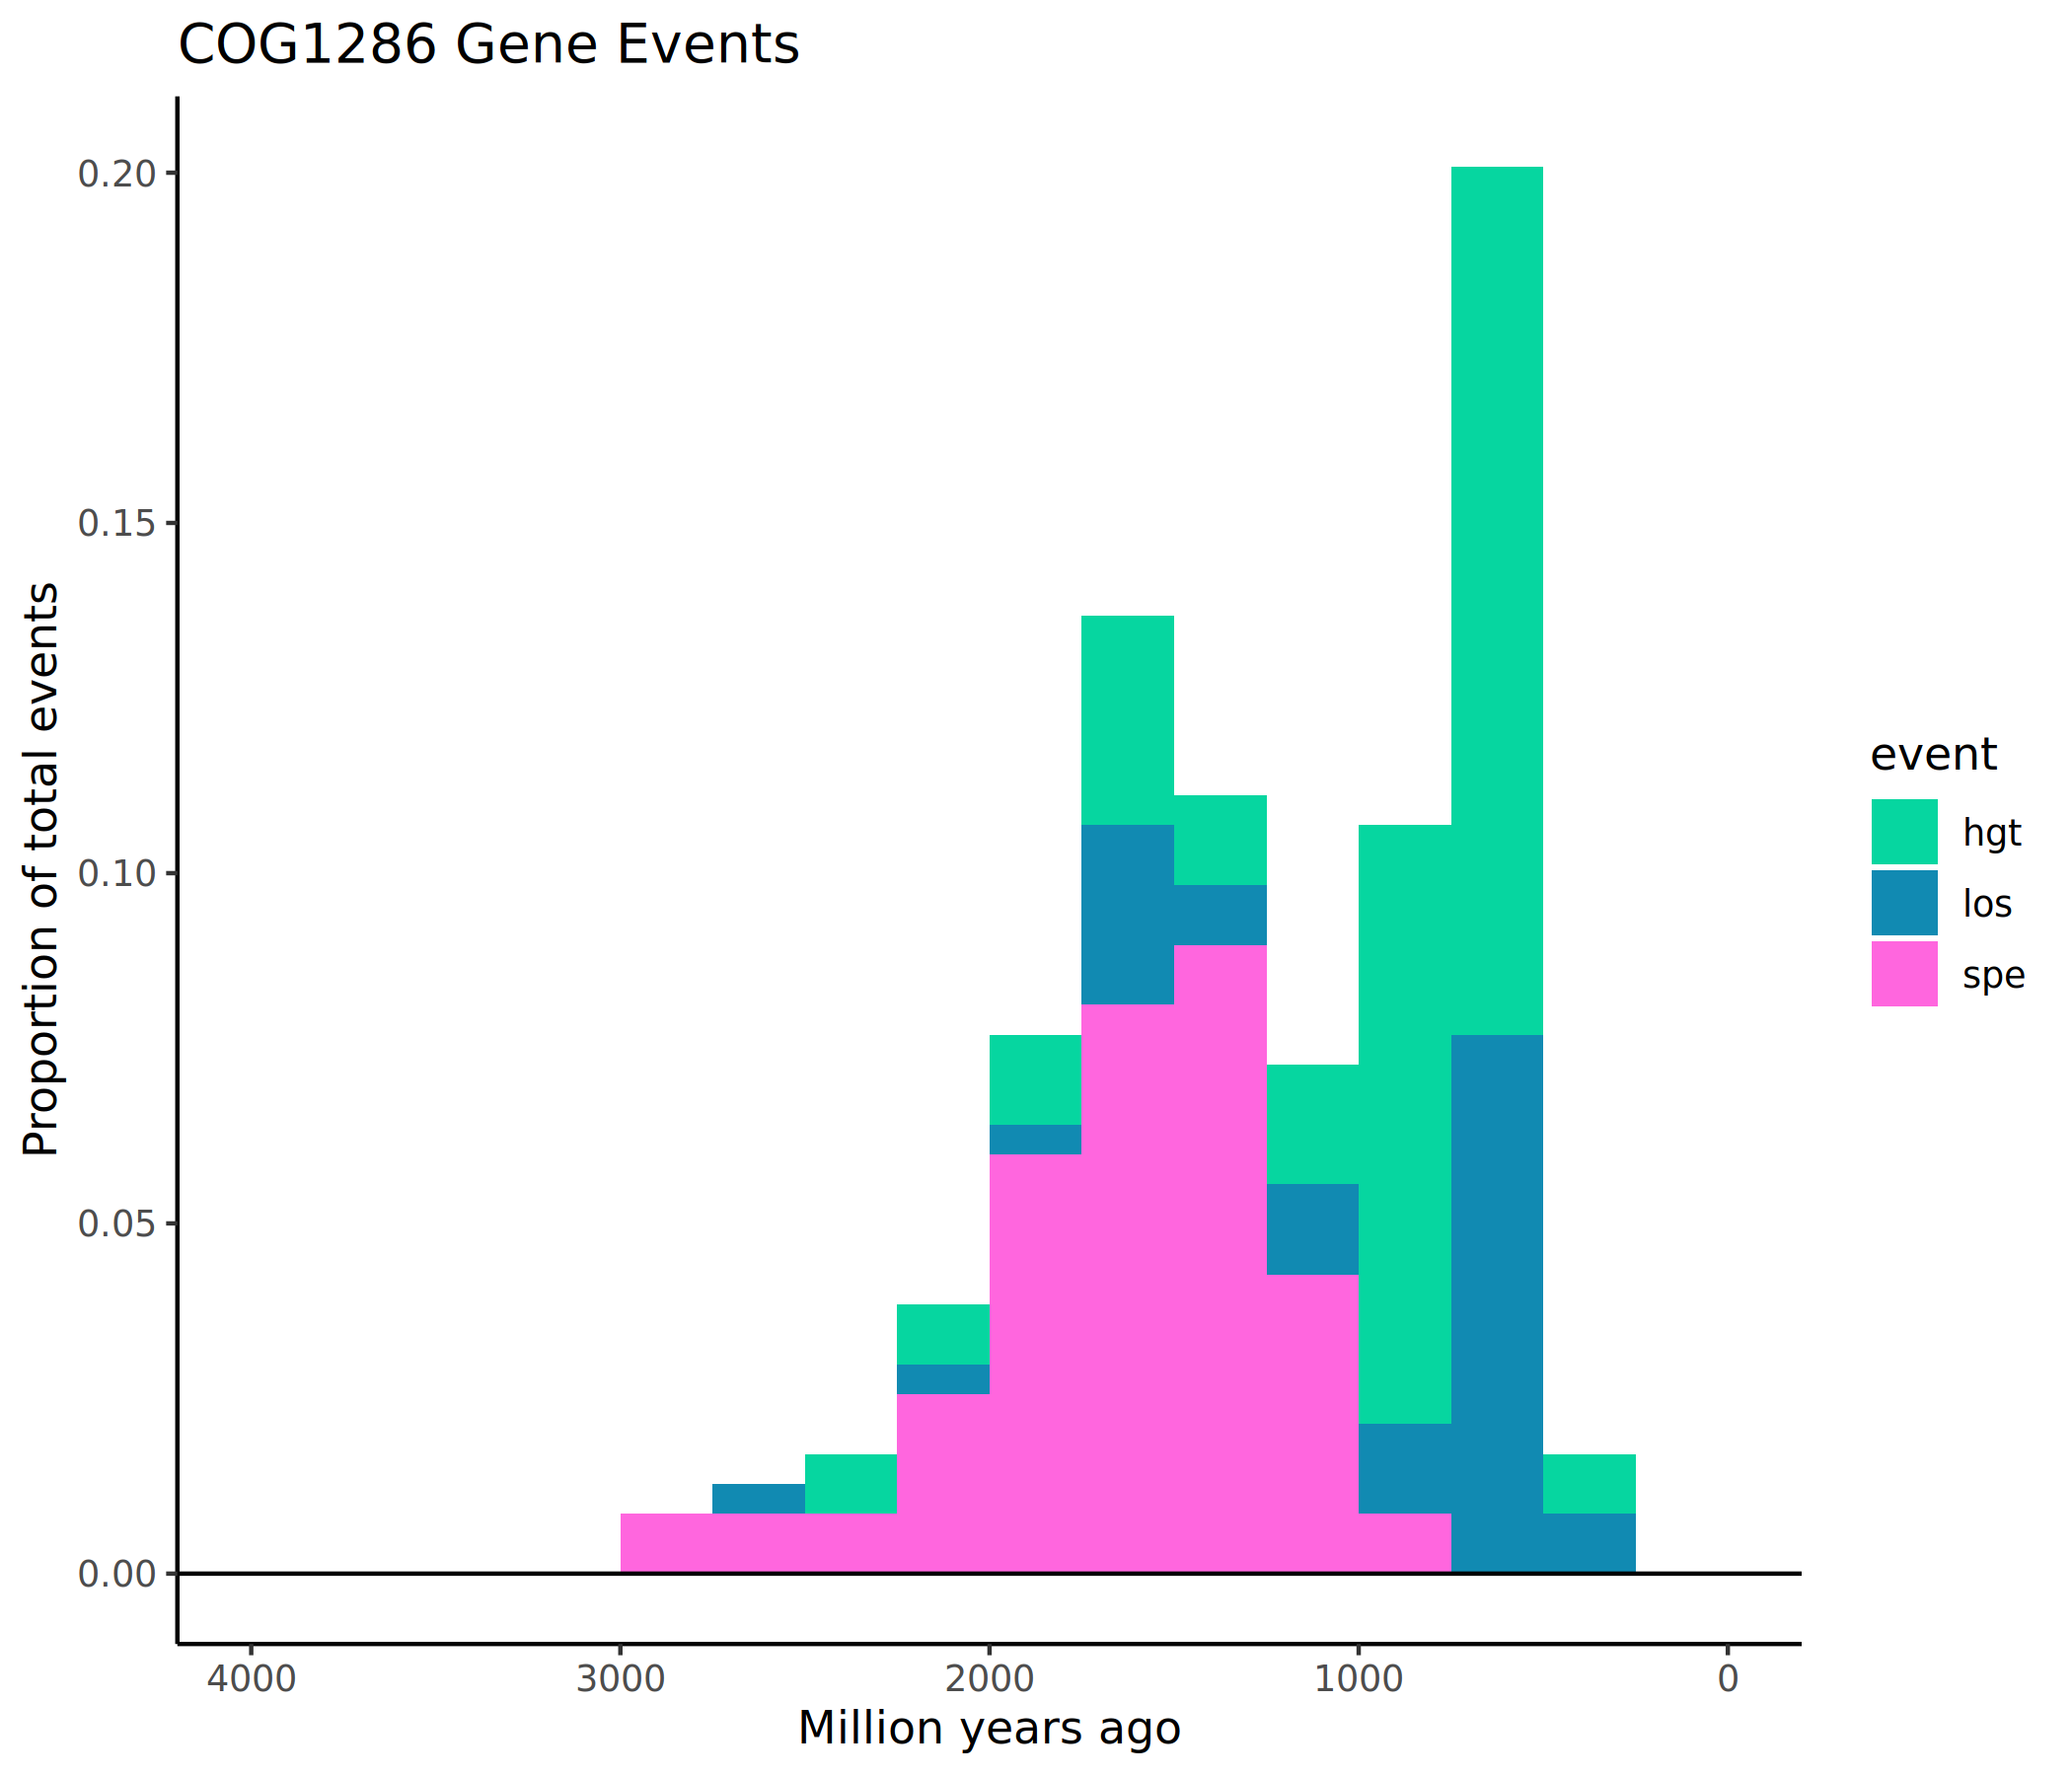 COG1286 Gene Events
Proportion of total events
0.20
0.15
0.10
0.05
0.00
4000 3000 2000 1000 0
Million years ago
event
hgt
los
spe